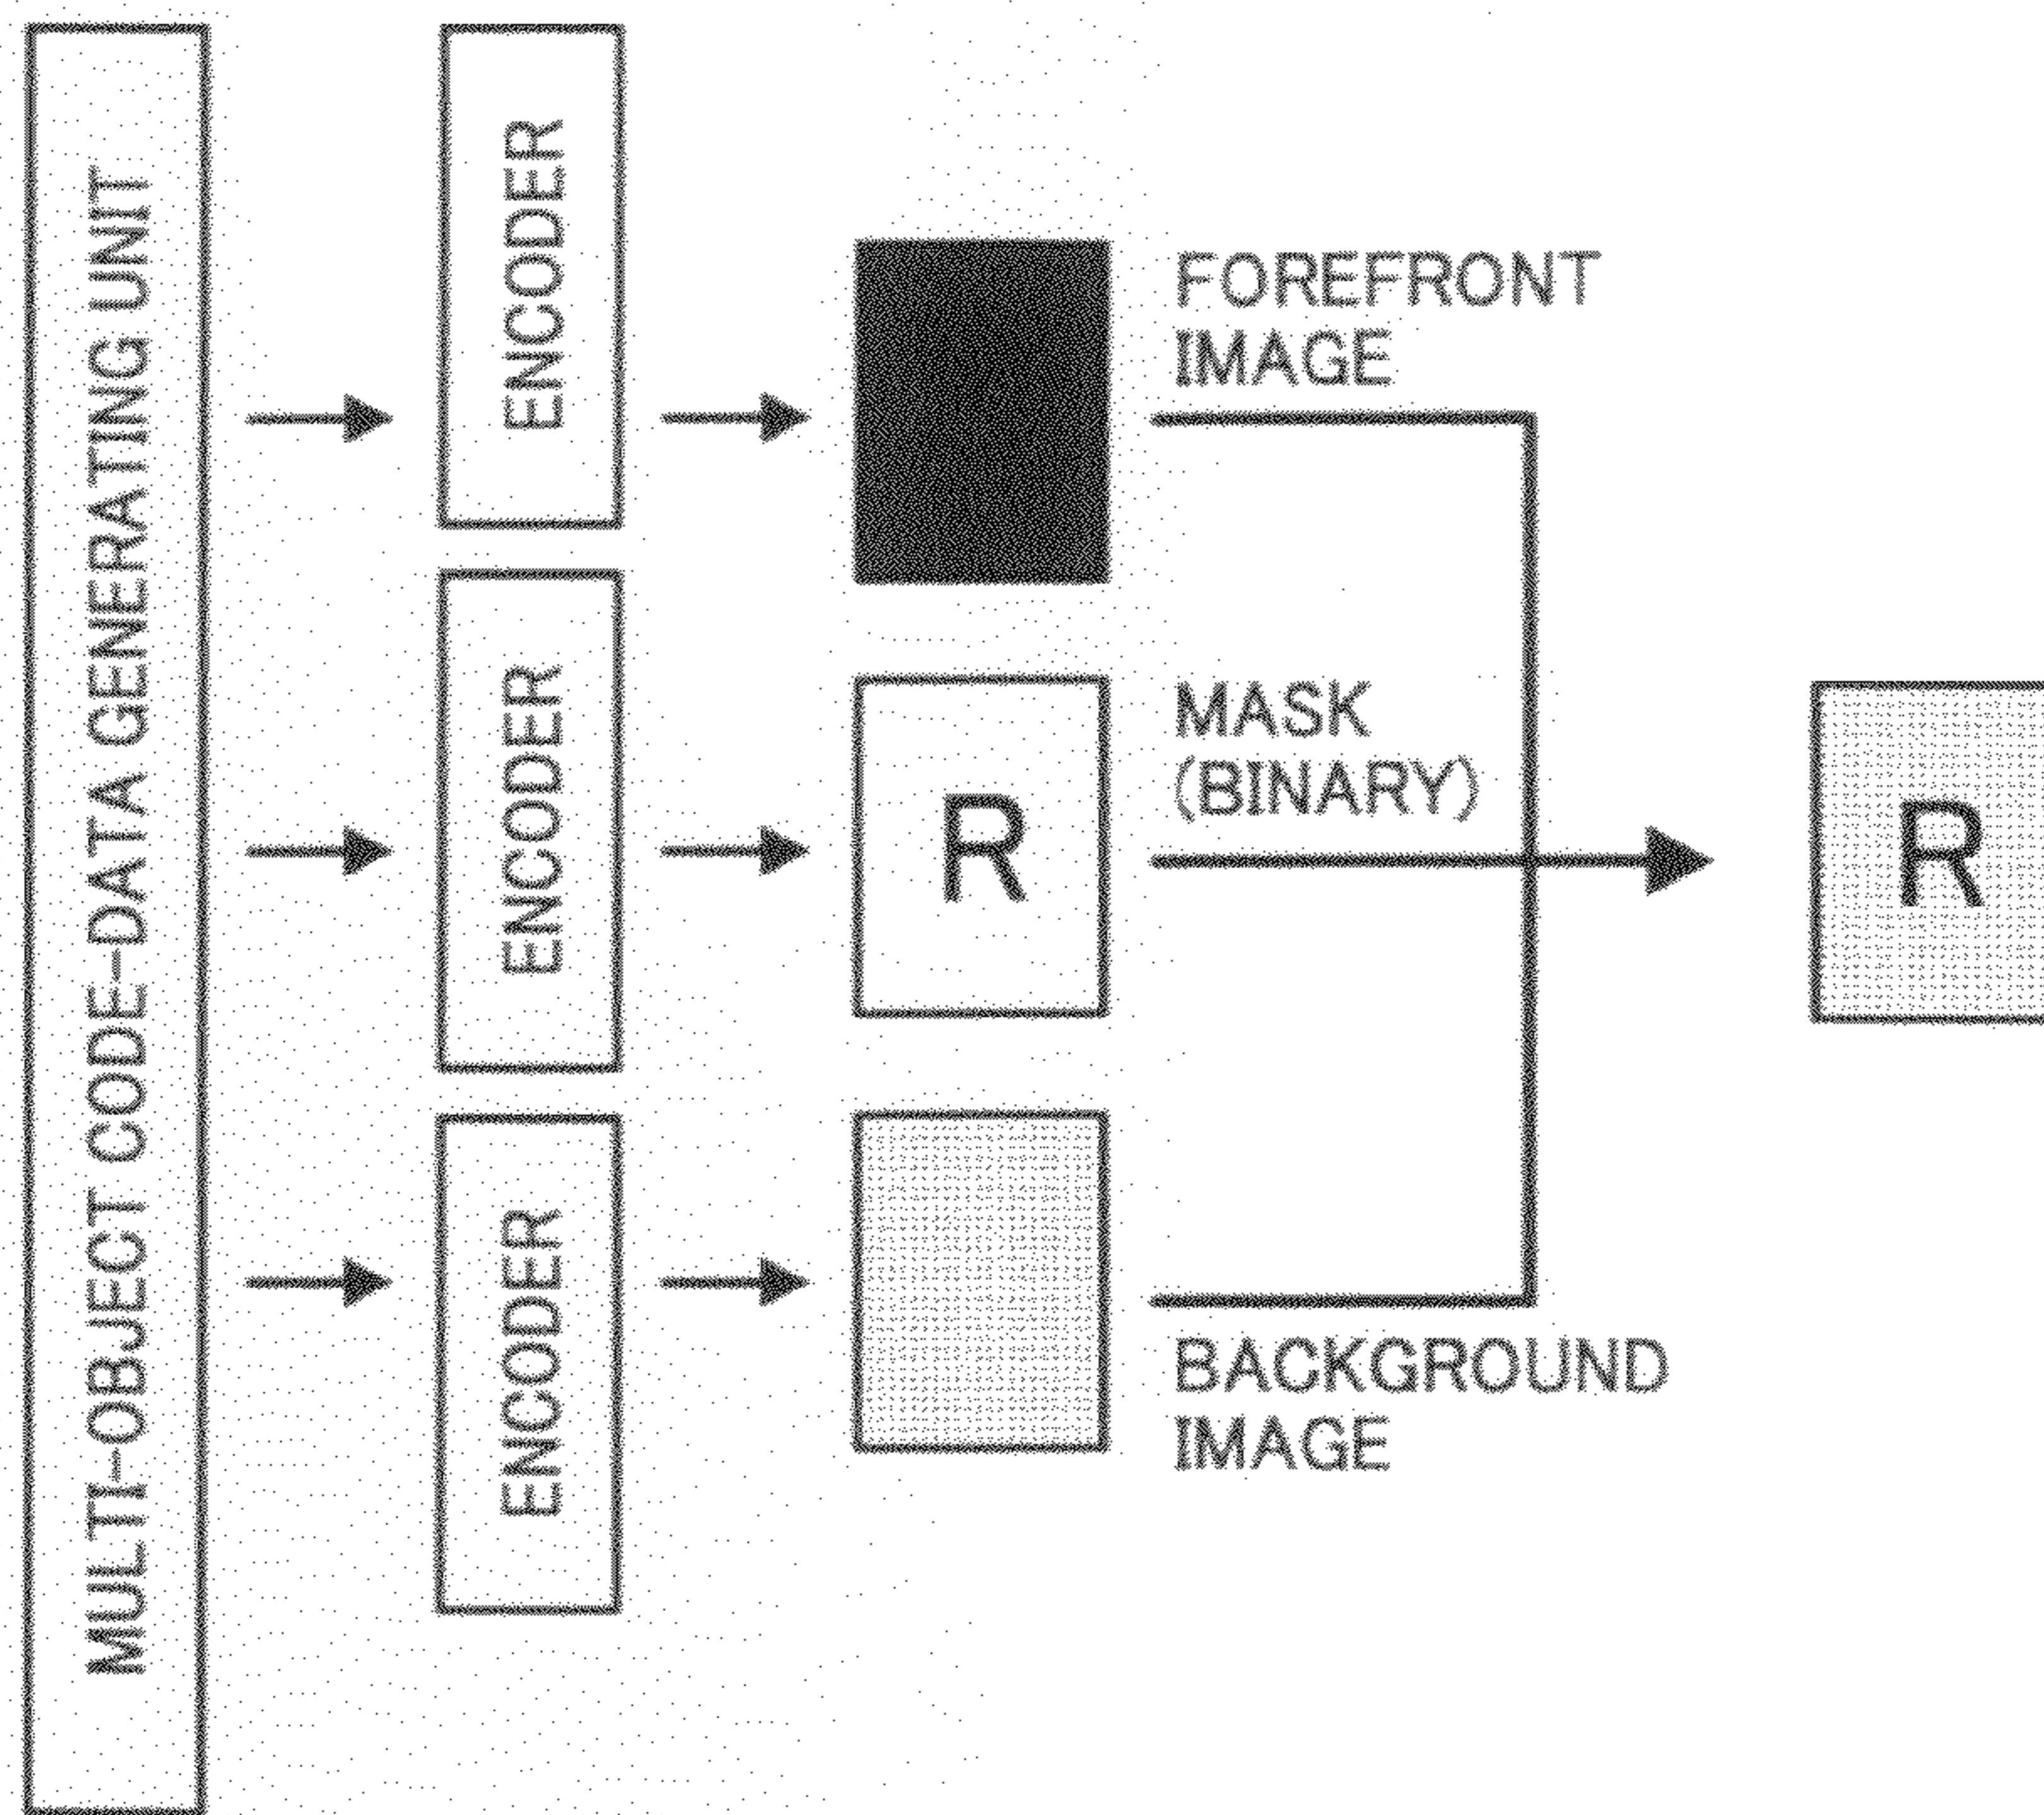 MULTI-OBJECT CODE-DATA GENERATING UNIT
ENCODER
ENCODER
ENCODER
FOREFRONT
IMAGE
R
MASK
(BINARY)
R
BACKGROUND
IMAGE